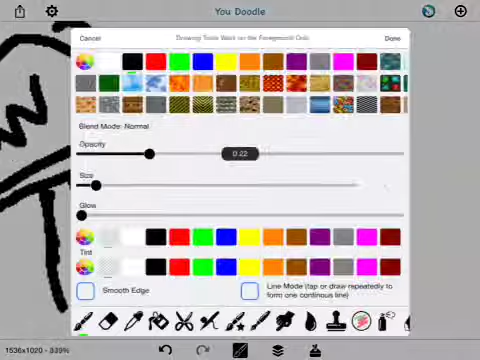 You Doodle
Cancel
Drawing Tools Work on the Foreground Only.
Done
Blend Mode: Normal
Opacity
0.22
Size
Glow
Tint
Smooth Edge
Line Mode (tap or draw repeatedly to
form one continous line)
1536x1020 - 339%